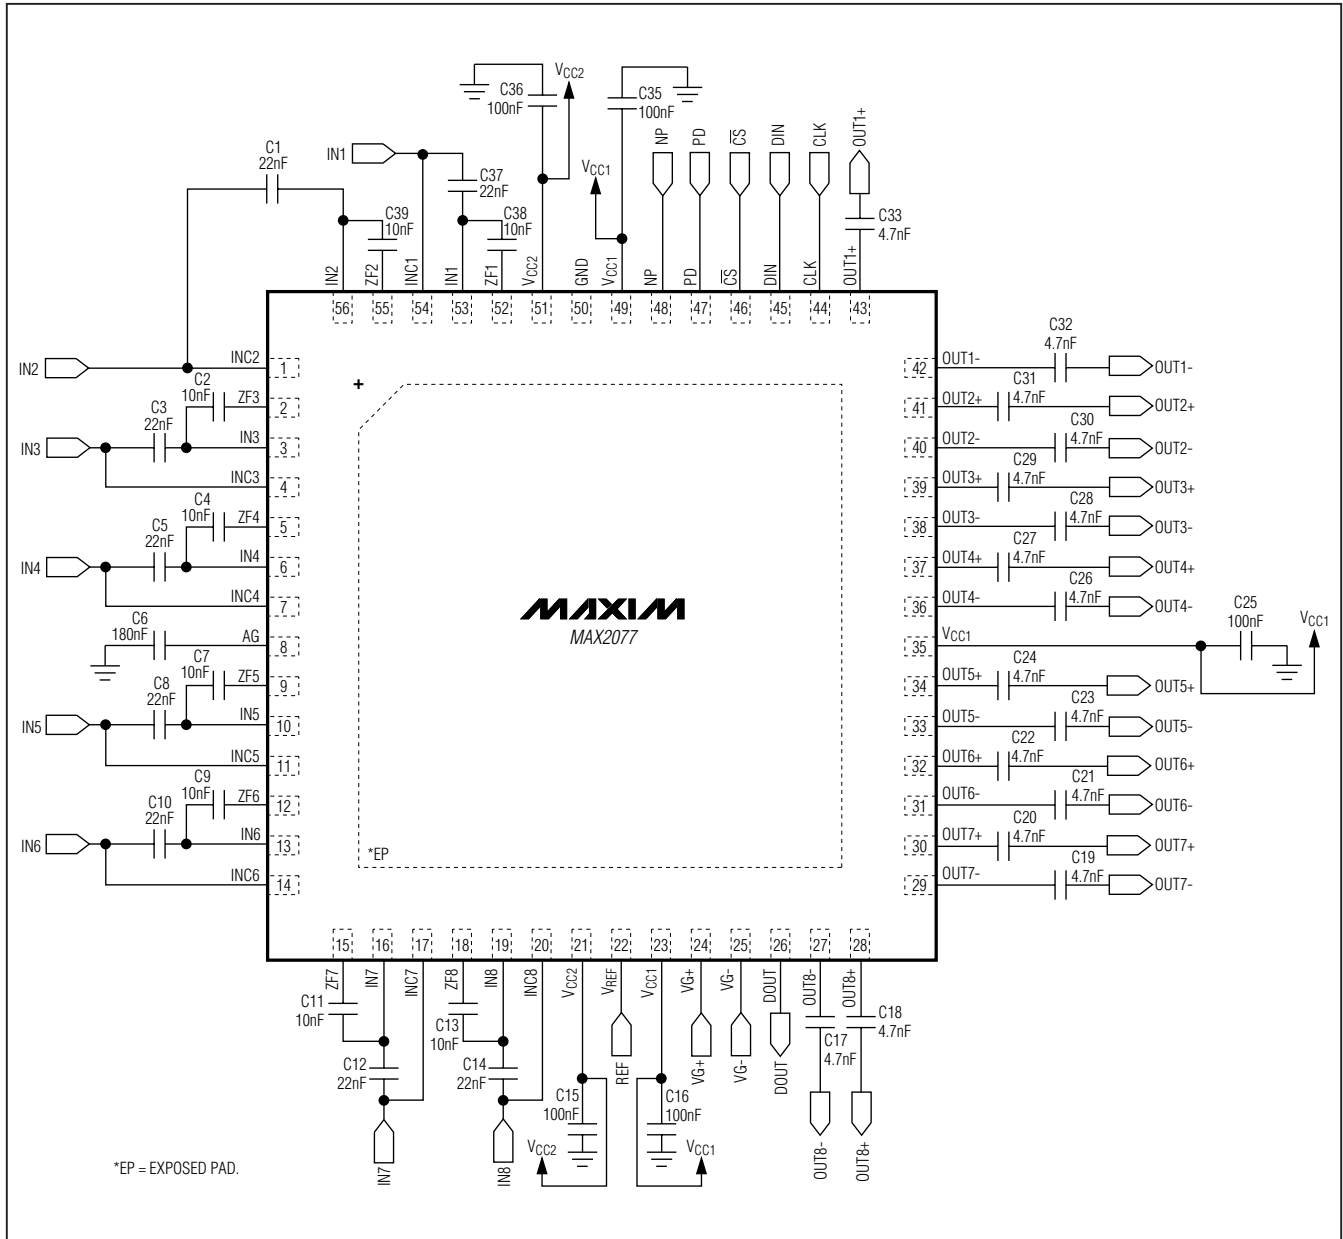 C36
100nF
VCC2
C35
100nF
C1
22nF
IN1
C37
22nF
VCC1
NP
PD
CS
DIN
CLK
OUT1+
C39
10nF
C38
10nF
C33
4.7nF
IN2
ZF2
INC1
IN1
ZF1
VCC2
GND
VCC1
NP
PD
CS
DIN
CLK
OUT1+
56
55
54
53
52
51
50
49
48
47
46
45
44
43
IN2
INC2
1
C2
10nF
ZF3
2
C3
22nF
IN3
IN3
3
INC3
4
C4
10nF
ZF4
5
C5
22nF
IN4
IN4
6
INC4
7
C6
180nF
AG
8
C7
10nF
ZF5
9
C8
22nF
IN5
IN5
10
INC5
11
C9
10nF
ZF6
12
C10
22nF
IN6
IN6
13
INC6
14
+
MAXIM
MAX2077
*EP
42
OUT1-
C32
4.7nF
OUT1-
41
OUT2+
C31
4.7nF
OUT2+
40
OUT2-
C30
4.7nF
OUT2-
39
OUT3+
C29
4.7nF
OUT3+
38
OUT3-
C28
4.7nF
OUT3-
37
OUT4+
C27
4.7nF
OUT4+
36
OUT4-
C26
4.7nF
OUT4-
35
VCC1
C25
100nF
VCC1
34
OUT5+
C24
4.7nF
OUT5+
33
OUT5-
C23
4.7nF
OUT5-
32
OUT6+
C22
4.7nF
OUT6+
31
OUT6-
C21
4.7nF
OUT6-
30
OUT7+
C20
4.7nF
OUT7+
29
OUT7-
C19
4.7nF
OUT7-
15
16
17
18
19
20
21
22
23
24
25
26
27
28
ZF7
IN7
INC7
ZF8
IN8
INC8
VCC2
VREF
VCC1
VG+
VG-
DOUT
OUT8-
OUT8+
C11
10nF
C13
10nF
C12
22nF
C14
22nF
C15
100nF
C16
100nF
C17
4.7nF
C18
4.7nF
REF
VG+
VG-
DOUT
VCC2
VCC1
IN7
IN8
OUT8-
OUT8+
*EP = EXPOSED PAD.